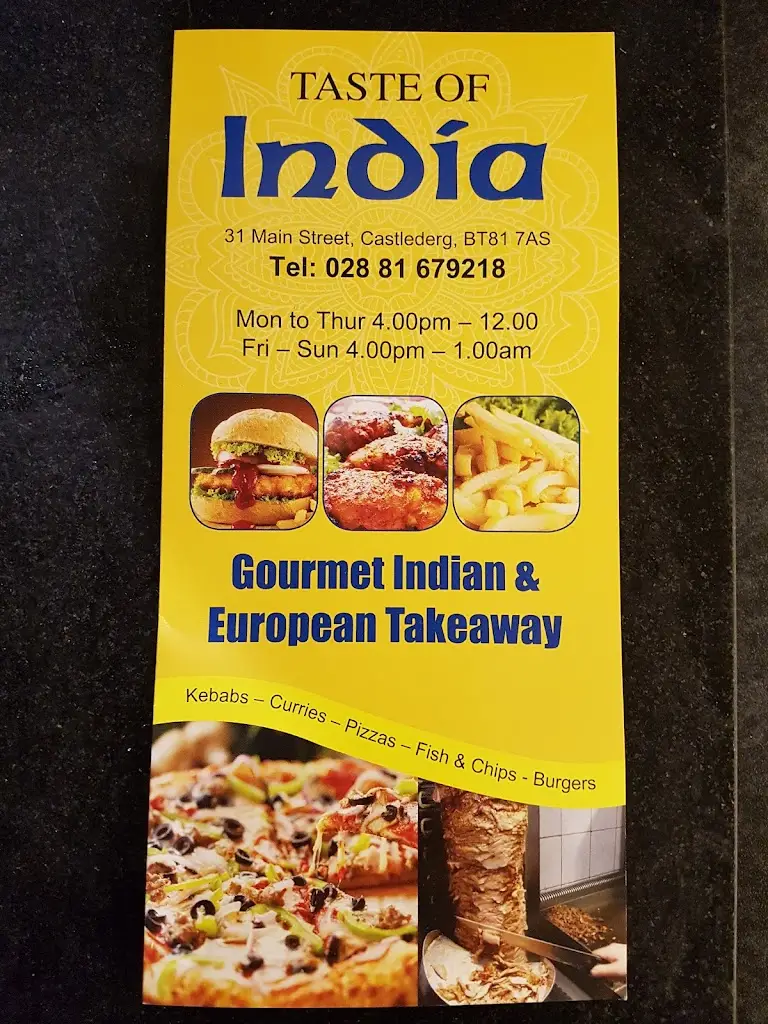 TASTE OF
India
31 Main Street, Castlederg, BT81 7AS
Tel: 028 81 679218
Mon to Thur 4.00pm – 12.00
Fri – Sun 4.00pm – 1.00am
Gourmet Indian &
European Takeaway
Kebabs – Curries – Pizzas – Fish & Chips - Burgers